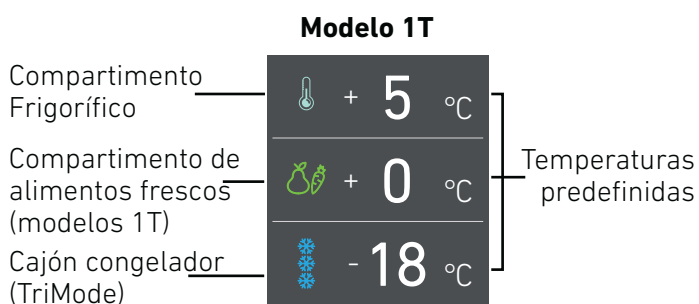 Modelo 1T
Compartimento
Frigorífico
+ 5 °C
Compartimento de
alimentos frescos
(modelos 1T)
+ 0 °C
Temperaturas
predefinidas
Cajón congelador
(TriMode)
- 18 °C